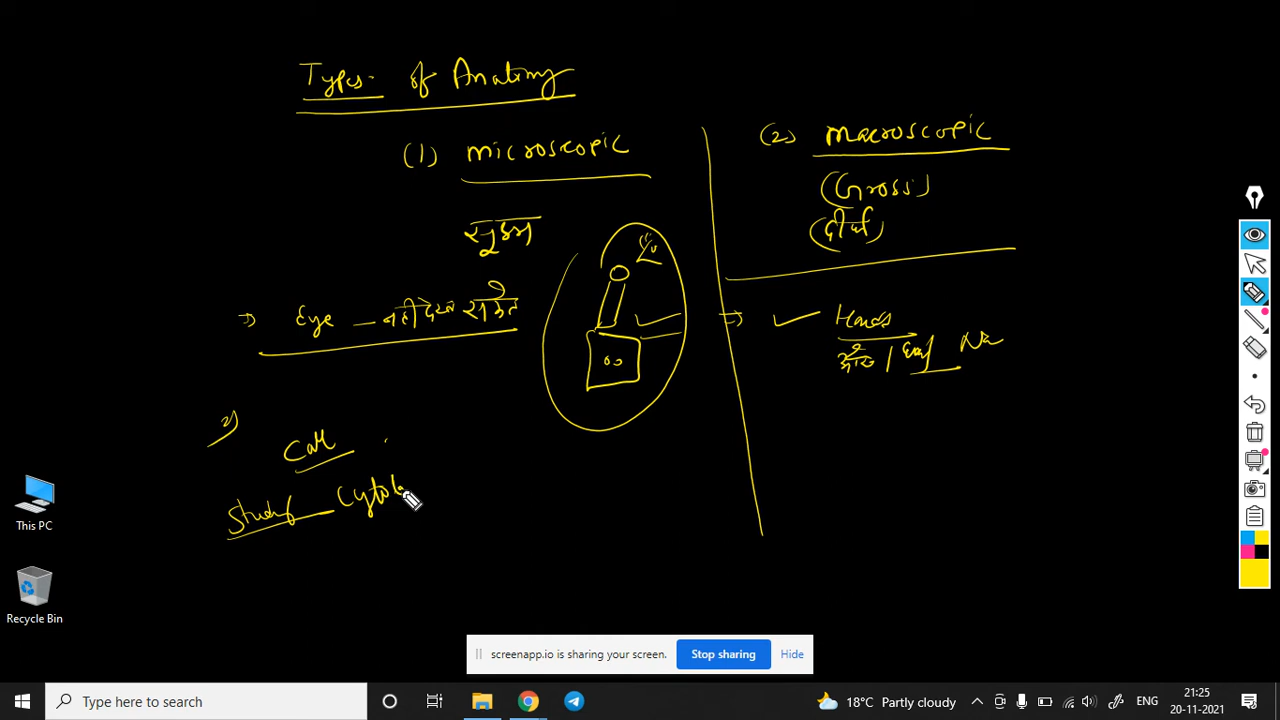 Types of Anatomy
(1) microscopic
सूक्ष्म
⇒ Eye — नही देख सकते
2)
Cell
Study — Cytolo
(2) macroscopic
(Gross)
(दीर्घ)
⇒ ✓ Hands
This PC
Recycle Bin
screenapp.io is sharing your screen.
Stop sharing
Hide
Type here to search
18°C Partly cloudy
ENG
21:25
20-11-2021